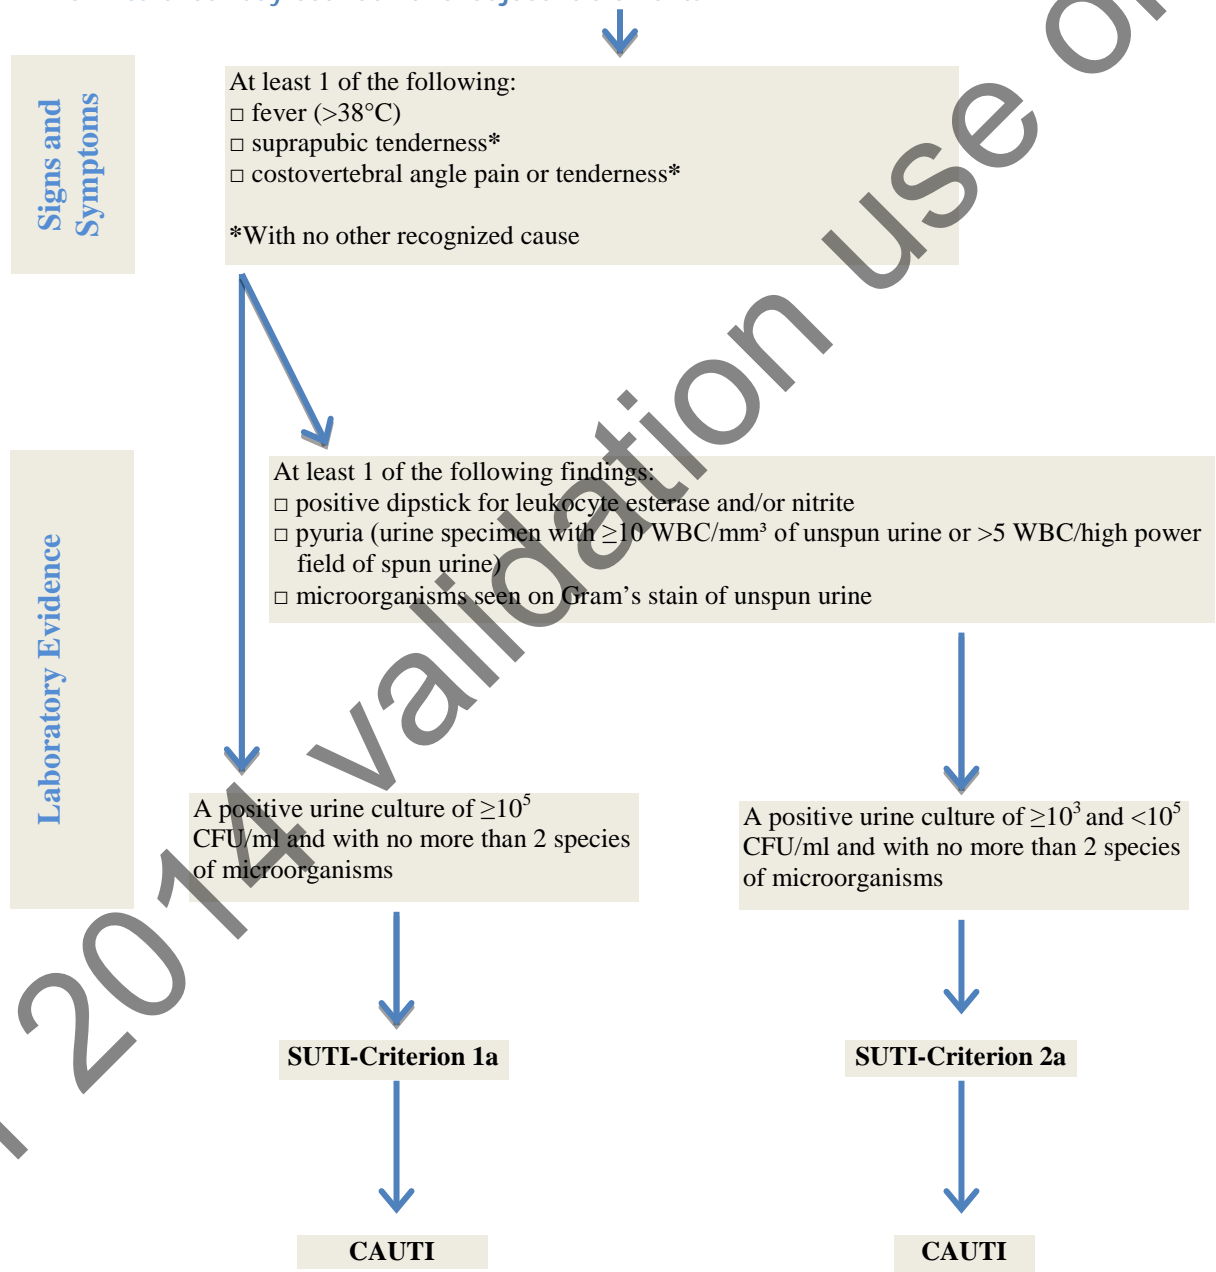 Signs and
Symptoms
At least 1 of the following:
□ fever (>38°C)
□ suprapubic tenderness*
□ costovertebral angle pain or tenderness*
*With no other recognized cause
Laboratory Evidence
At least 1 of the following findings:
□ positive dipstick for leukocyte esterase and/or nitrite
□ pyuria (urine specimen with ≥10 WBC/mm³ of unspun urine or >5 WBC/high power
field of spun urine)
□ microorganisms seen on Gram’s stain of unspun urine
A positive urine culture of ≥10⁵
CFU/ml and with no more than 2 species
of microorganisms
A positive urine culture of ≥10³ and <10⁵
CFU/ml and with no more than 2 species
of microorganisms
SUTI-Criterion 1a
SUTI-Criterion 2a
CAUTI
CAUTI
2014 validation use